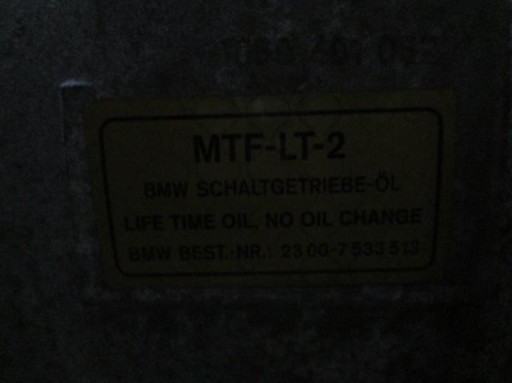 MTF-LT-2
BMW SCHALTGETRIEBE-ÖL
LIFE TIME OIL, NO OIL CHANGE
BMW BEST.-NR.: 23 00-7 533 513